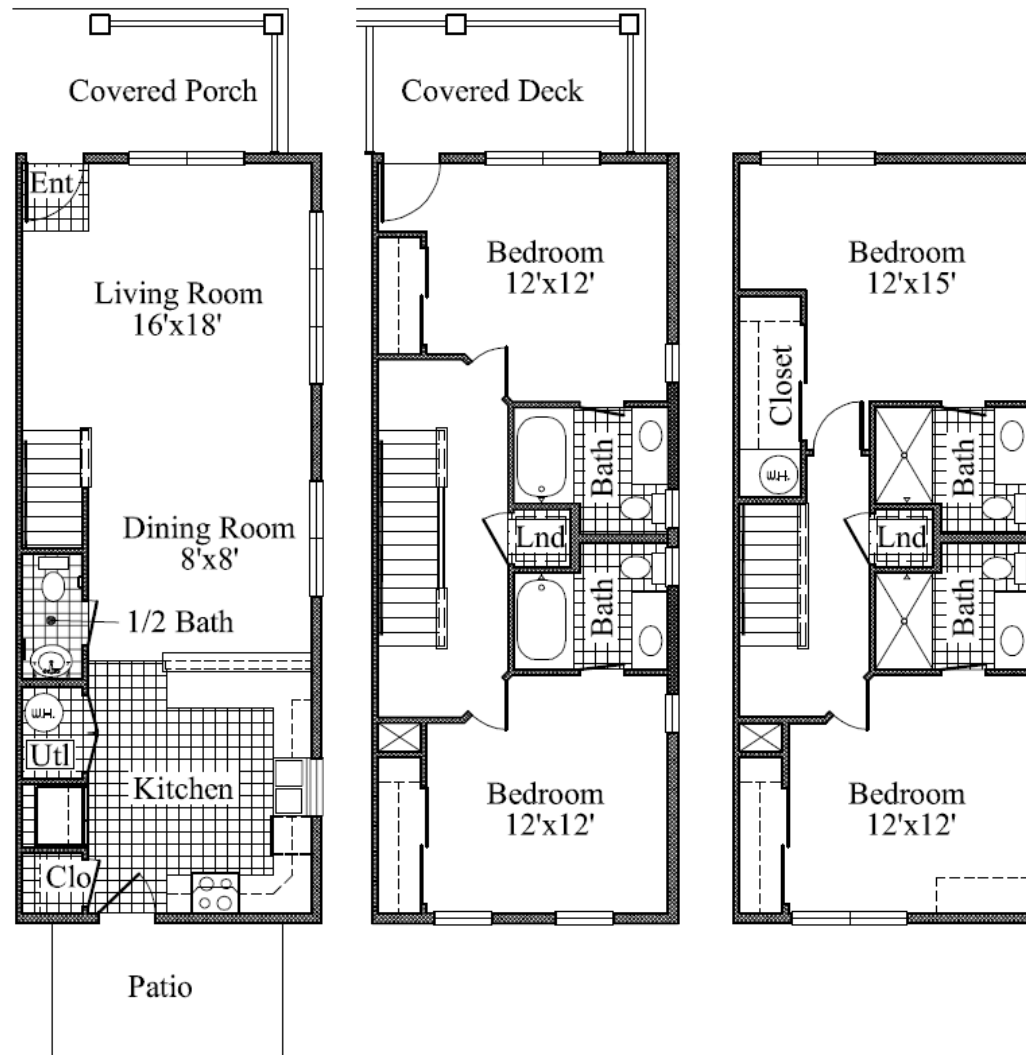 Covered Porch
Ent
Living Room
16'x18'
Dining Room
8'x8'
1/2 Bath
W.H.
Utl
Kitchen
Clo
Patio
Covered Deck
Bedroom
12'x12'
Bath
Lnd
Bath
Bedroom
12'x12'
Bedroom
12'x15'
Closet
W.H.
Bath
Lnd
Bath
Bedroom
12'x12'